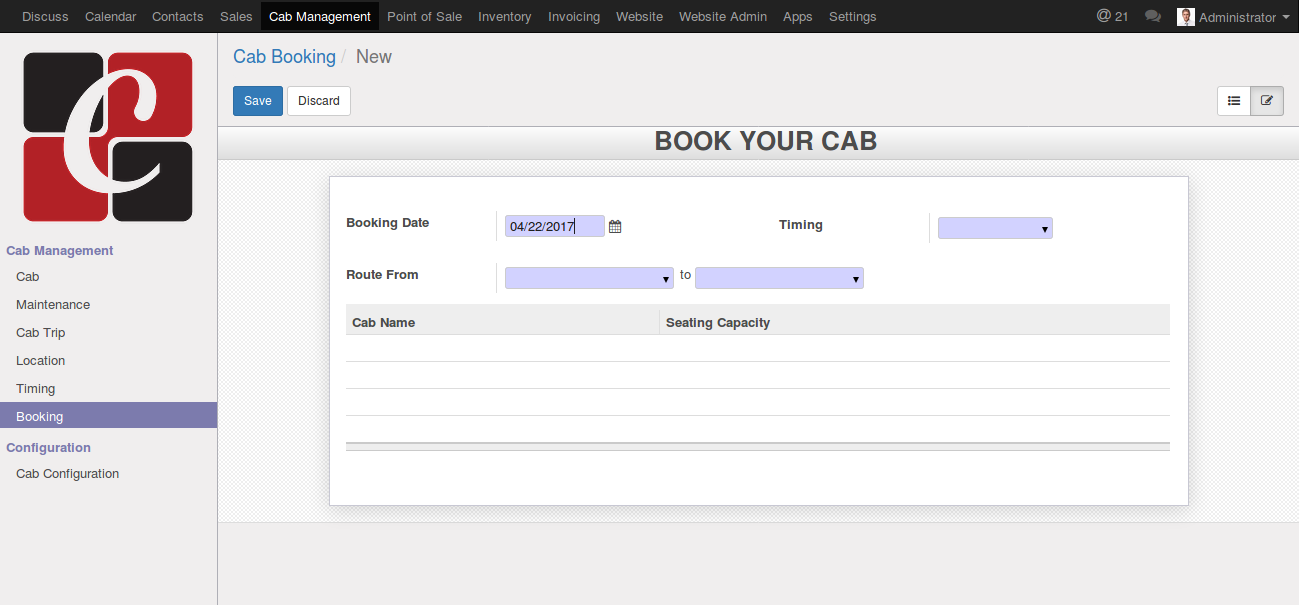 Discuss Calendar Contacts Sales Cab Management Point of Sale Inventory Invoicing Website Website Admin Apps Settings @ 21 Administrator
C
Cab Booking / New
Save Discard
BOOK YOUR CAB
Booking Date 04/22/2017 Timing
Route From to
Cab Name Seating Capacity
Cab Management
Cab
Maintenance
Cab Trip
Location
Timing
Booking
Configuration
Cab Configuration